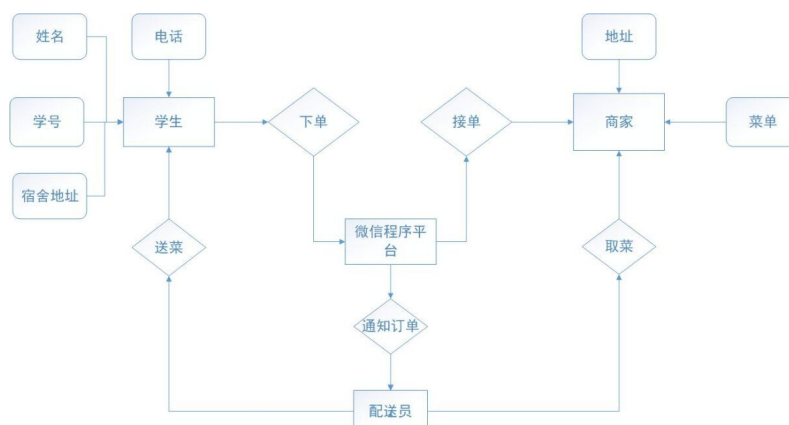 姓名
电话
地址
学号
学生
下单
接单
商家
菜单
宿舍地址
送菜
微信程序平
台
取菜
通知订单
配送员